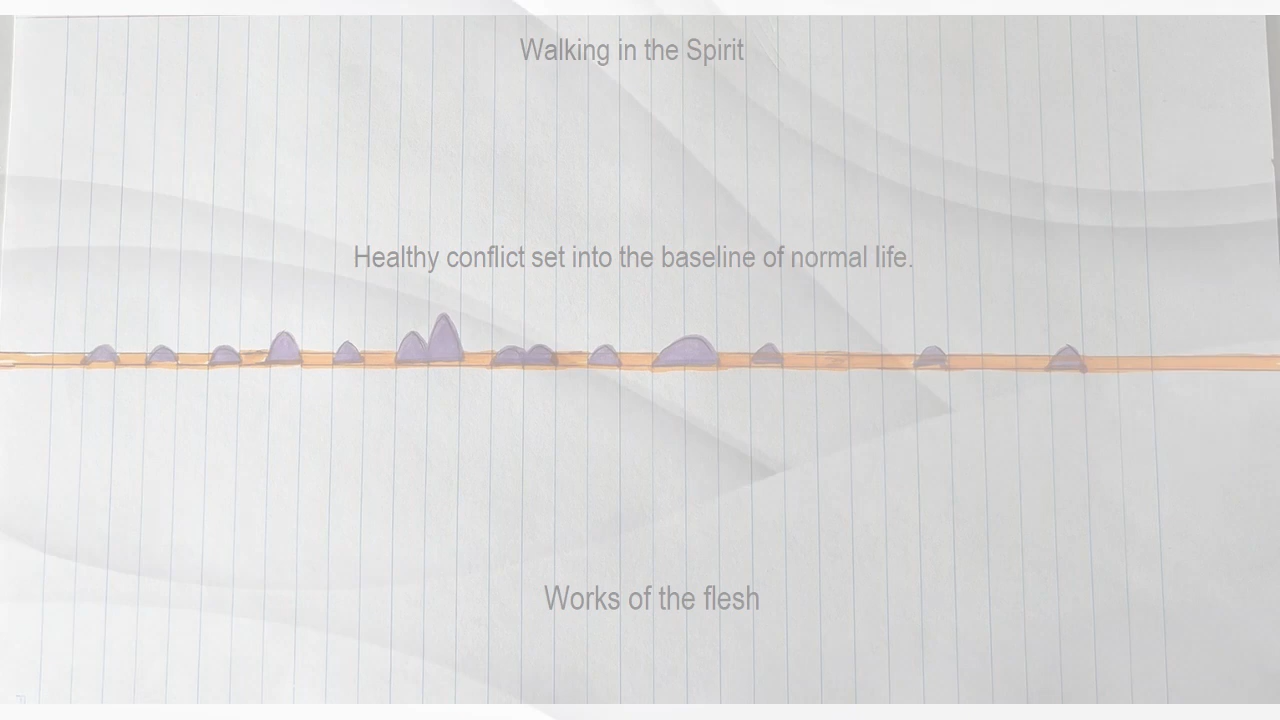 Walking in the Spirit
Healthy conflict set into the baseline of normal life.
Works of the flesh